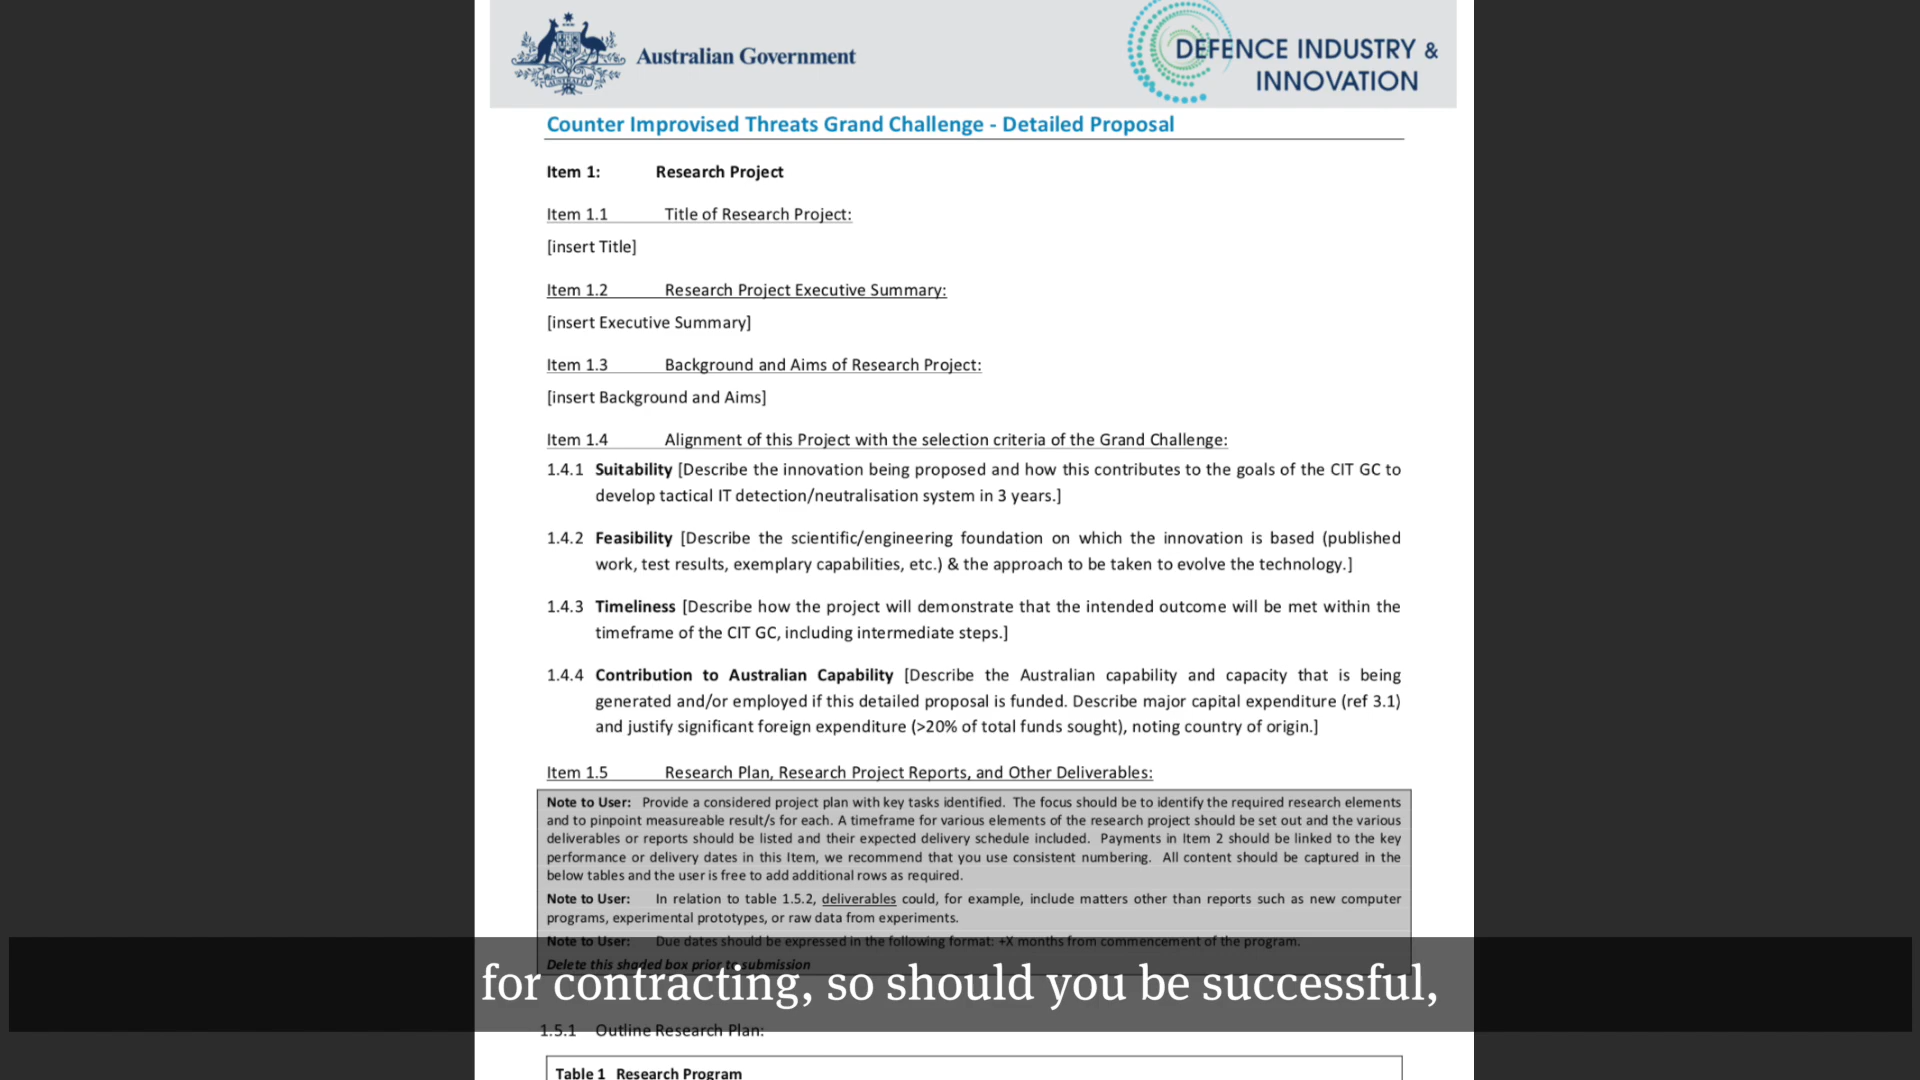 Australian Government
DEFENCE INDUSTRY &
INNOVATION
Counter Improvised Threats Grand Challenge - Detailed Proposal
Item 1: Research Project
Item 1.1 Title of Research Project:
[insert Title]
Item 1.2 Research Project Executive Summary:
[insert Executive Summary]
Item 1.3 Background and Aims of Research Project:
[insert Background and Aims]
Item 1.4 Alignment of this Project with the selection criteria of the Grand Challenge:
1.4.1 Suitability [Describe the innovation being proposed and how this contributes to the goals of the CIT GC to
develop tactical IT detection/neutralisation system in 3 years.]
1.4.2 Feasibility [Describe the scientific/engineering foundation on which the innovation is based (published
work, test results, exemplary capabilities, etc.) & the approach to be taken to evolve the technology.]
1.4.3 Timeliness [Describe how the project will demonstrate that the intended outcome will be met within the
timeframe of the CIT GC, including intermediate steps.]
1.4.4 Contribution to Australian Capability [Describe the Australian capability and capacity that is being
generated and/or employed if this detailed proposal is funded. Describe major capital expenditure (ref 3.1)
and justify significant foreign expenditure (>20% of total funds sought), noting country of origin.]
Item 1.5 Research Plan, Research Project Reports, and Other Deliverables:
Note to User: Provide a considered project plan with key tasks identified. The focus should be to identify the required research elements
and to pinpoint measureable result/s for each. A timeframe for various elements of the research project should be set out and the various
deliverables or reports should be listed and their expected delivery schedule included. Payments in Item 2 should be linked to the key
performance or delivery dates in this Item, we recommend that you use consistent numbering. All content should be captured in the
below tables and the user is free to add additional rows as required.
Note to User: In relation to table 1.5.2, deliverables could, for example, include matters other than reports such as new computer
programs, experimental prototypes, or raw data from experiments.
Note to User: Due dates should be expressed in the following format: +X months from commencement of the program.
Delete this shaded box prior to submission
for contracting, so should you be successful,
1.5.1 Outline Research Plan:
Table 1 Research Program